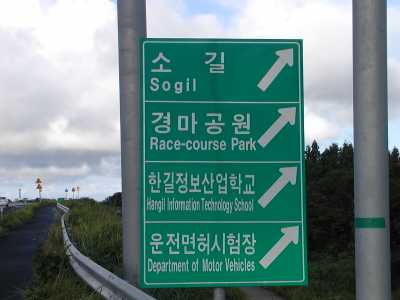 소 길
Sogil
경마공원
Race-course Park
한길정보산업학교
Hangil Information Technology School
운전면허시험장
Department of Motor Vehicles